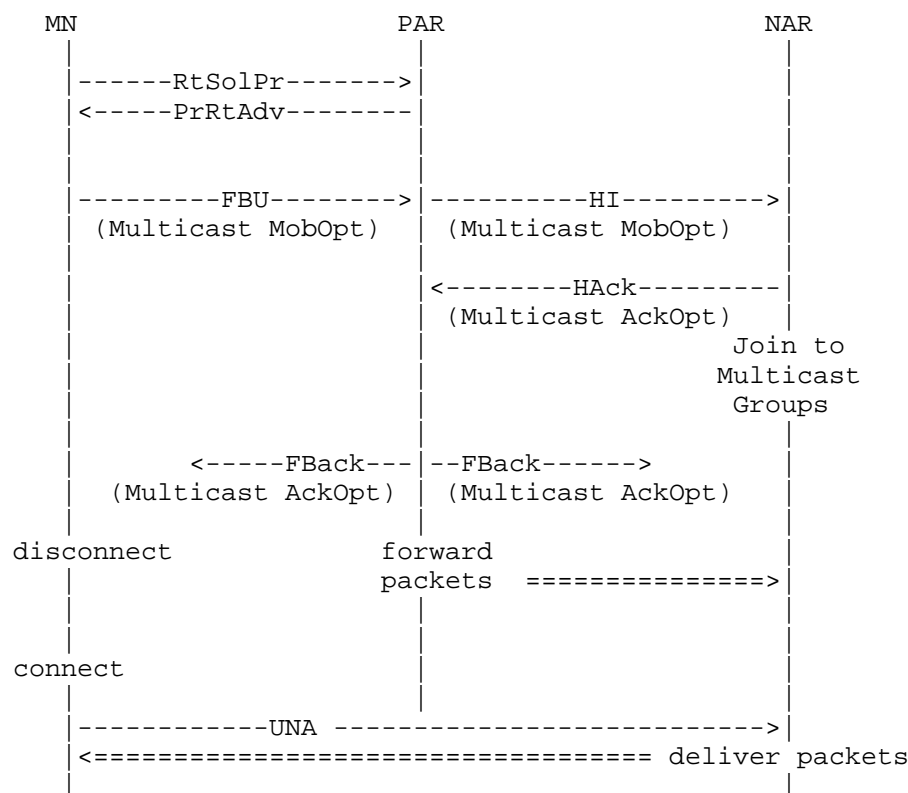 MN PAR NAR
|------RtSolPr------->|
|<-----PrRtAdv--------|
|---------FBU-------->|----------HI--------->|
(Multicast MobOpt) (Multicast MobOpt)
|<--------HAck---------|
(Multicast AckOpt)
Join to
Multicast
Groups
<-----FBack---|--FBack------>
(Multicast AckOpt) (Multicast AckOpt)
disconnect forward
packets ===============>|
connect
|------------UNA --------------------------->|
|<=================================== deliver packets